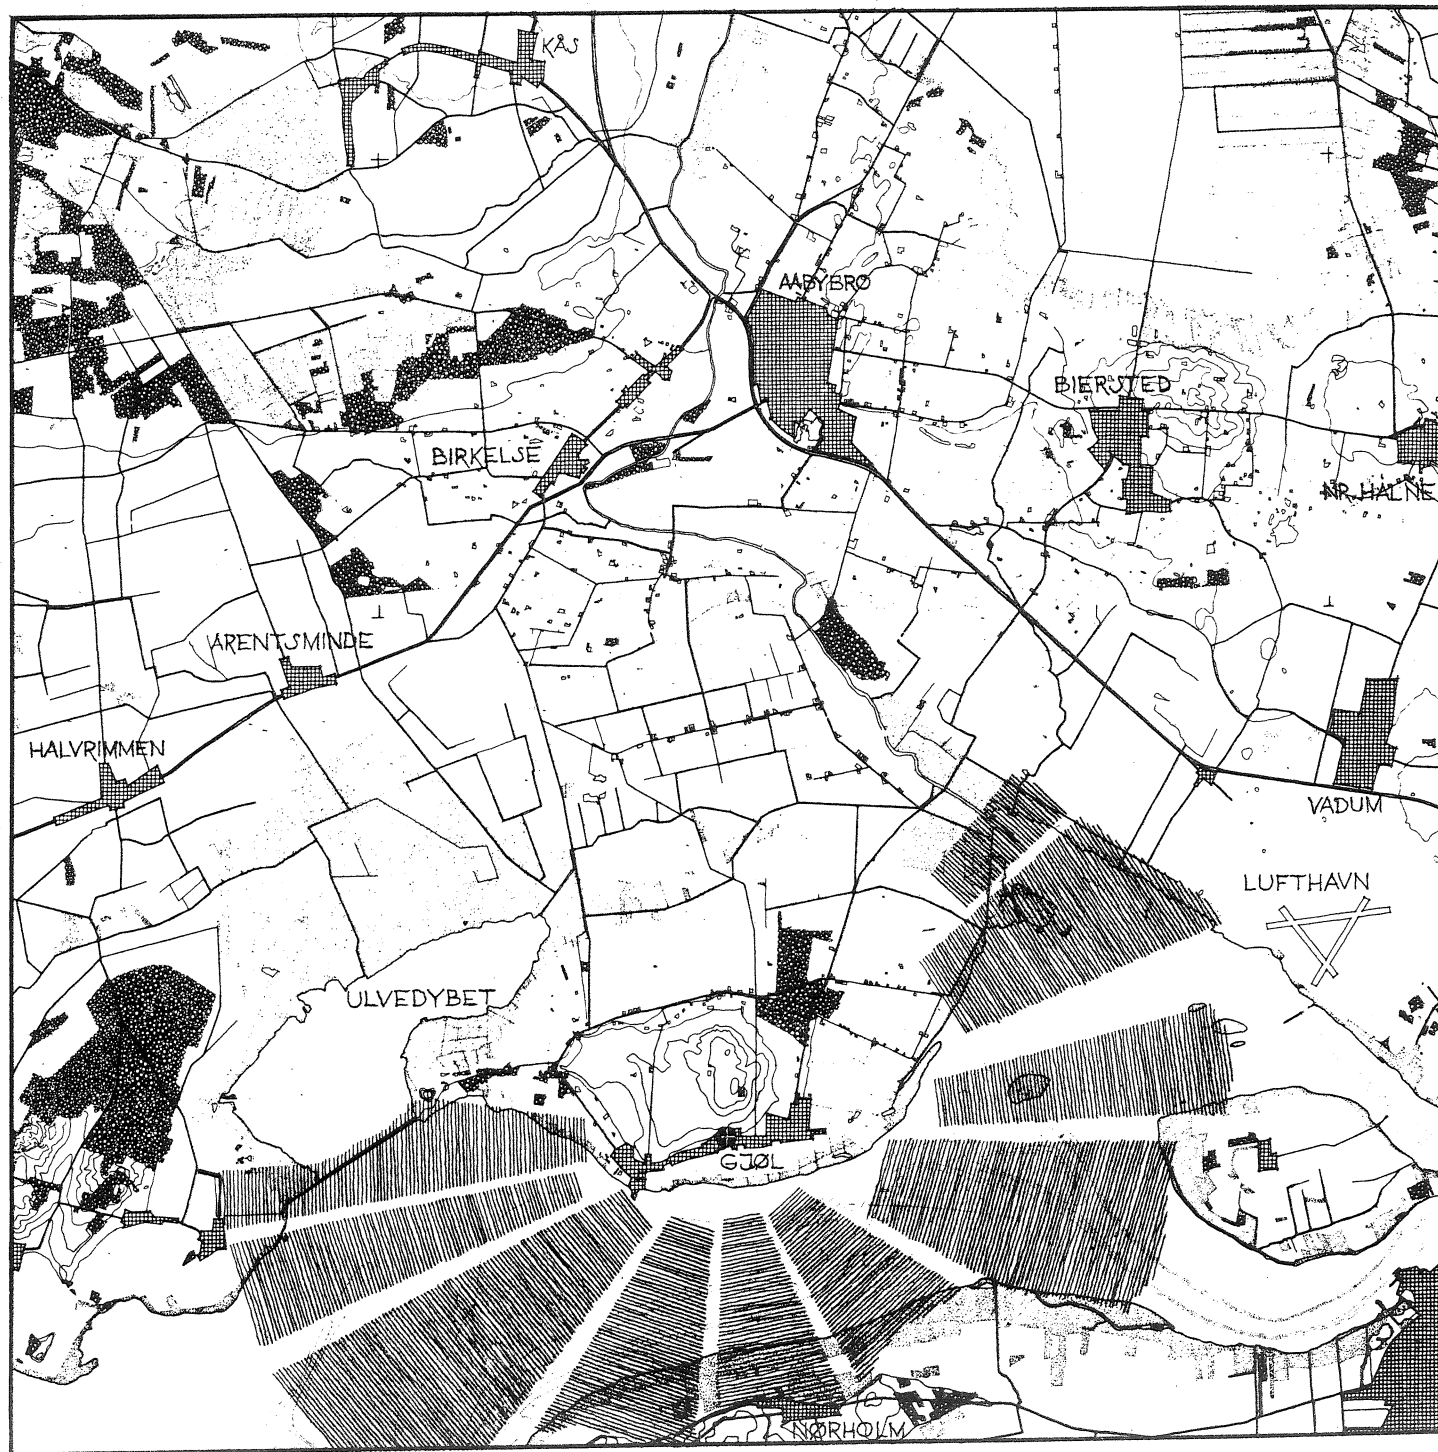 KÅS
AABYBRO
BIERSTED
BIRKELSE
NR. HALNE
ARENTSMINDE
HALVRIMMEN
VADUM
LUFTHAVN
ULVEDYBET
GJØL
NØRHOLM